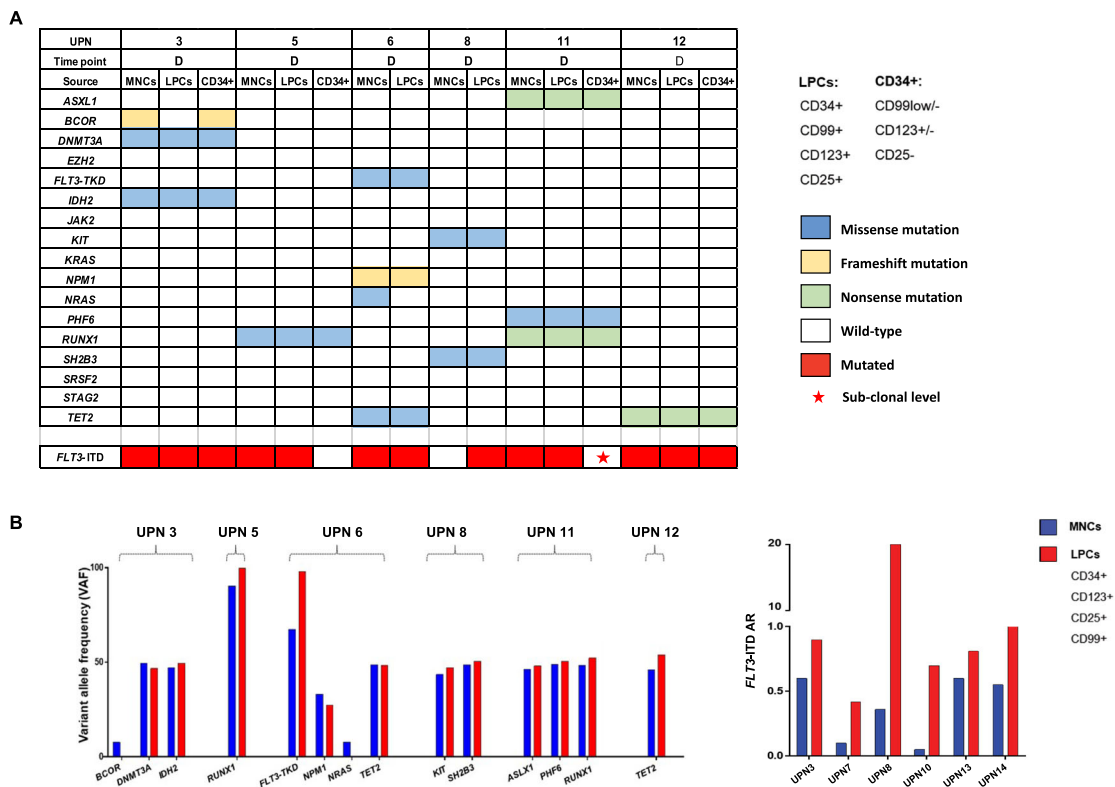 A
UPN 3 5 6 8 11 12
Time point D D D D D D
Source MNCs LPCs CD34+ MNCs LPCs CD34+ MNCs LPCs MNCs LPCs MNCs LPCs CD34+ MNCs LPCs CD34+
ASXL1
BCOR
DNMT3A
EZH2
FLT3-TKD
IDH2
JAK2
KIT
KRAS
NPM1
NRAS
PHF6
RUNX1
SH2B3
SRSF2
STAG2
TET2
FLT3-ITD
LPCs: CD34+:
CD34+ CD99low/-
CD99+ CD123+/-
CD123+ CD25-
CD25+
Missense mutation
Frameshift mutation
Nonsense mutation
Wild-type
Mutated
Sub-clonal level
B
UPN 3 UPN 5 UPN 6 UPN 8 UPN 11 UPN 12
Variant allele frequency (VAF)
100
50
0
BCOR DNMT3A IDH2 RUNX1 FLT3-TKD NPM1 NRAS TET2 KIT SH2B3 ASLX1 PHF6 RUNX1 TET2
FLT3-ITD AR
20
10
1.0
0.5
0.0
UPN3 UPN7 UPN8 UPN10 UPN13 UPN14
MNCs
LPCs
CD34+
CD123+
CD25+
CD99+